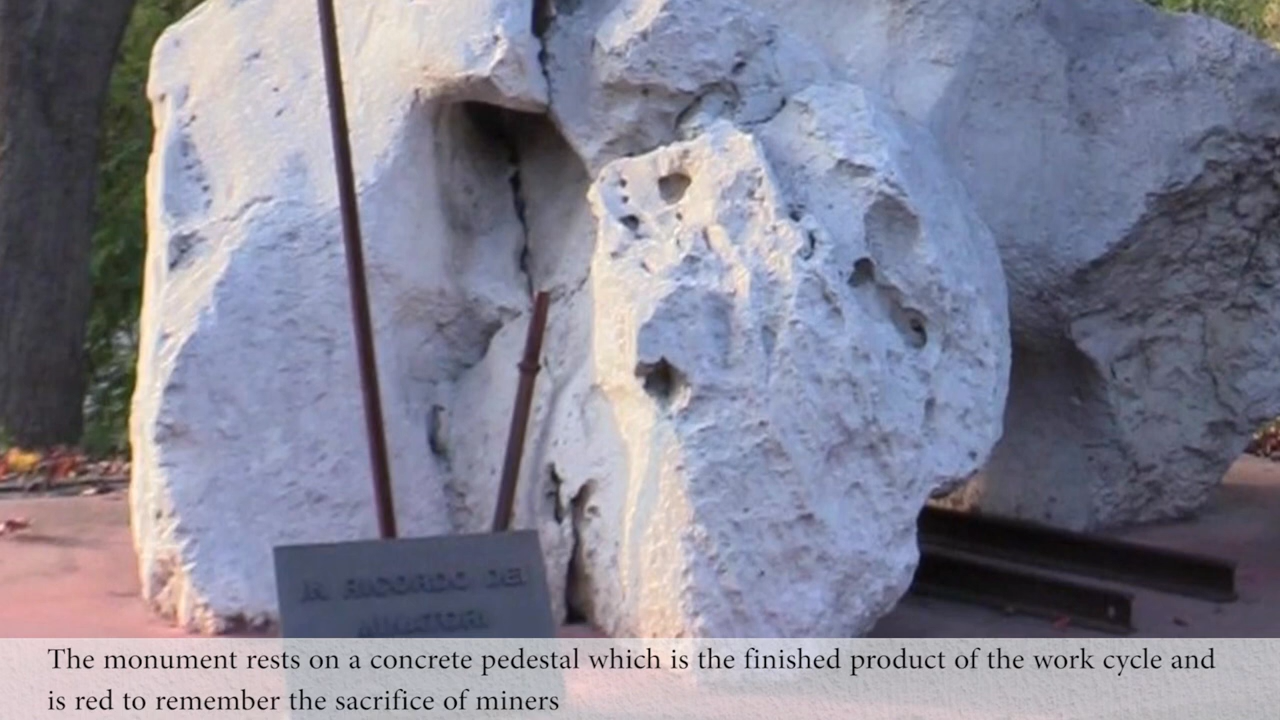 A RICORDO DEI
MINATORI
The monument rests on a concrete pedestal which is the finished product of the work cycle and
is red to remember the sacrifice of miners